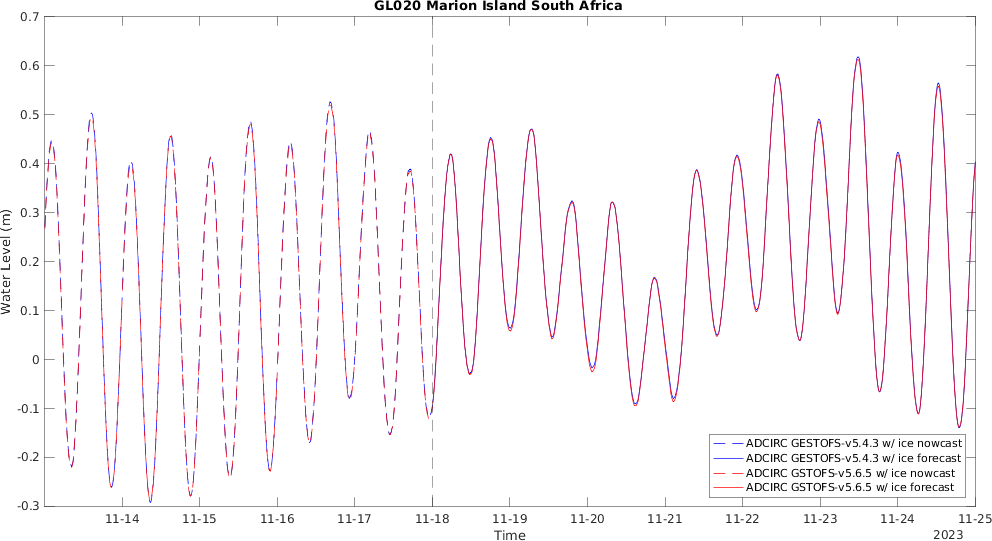 GL020 Marion Island South Africa
0.7
0.6
0.5
0.4
0.3
0.2
0.1
0
-0.1
-0.2
-0.3
Water Level (m)
ADCIRC GESTOFS-v5.4.3 w/ ice nowcast
ADCIRC GESTOFS-v5.4.3 w/ ice forecast
ADCIRC GSTOFS-v5.6.5 w/ ice nowcast
ADCIRC GSTOFS-v5.6.5 w/ ice forecast
11-14 11-15 11-16 11-17 11-18 11-19 11-20 11-21 11-22 11-23 11-24 11-25
Time
2023